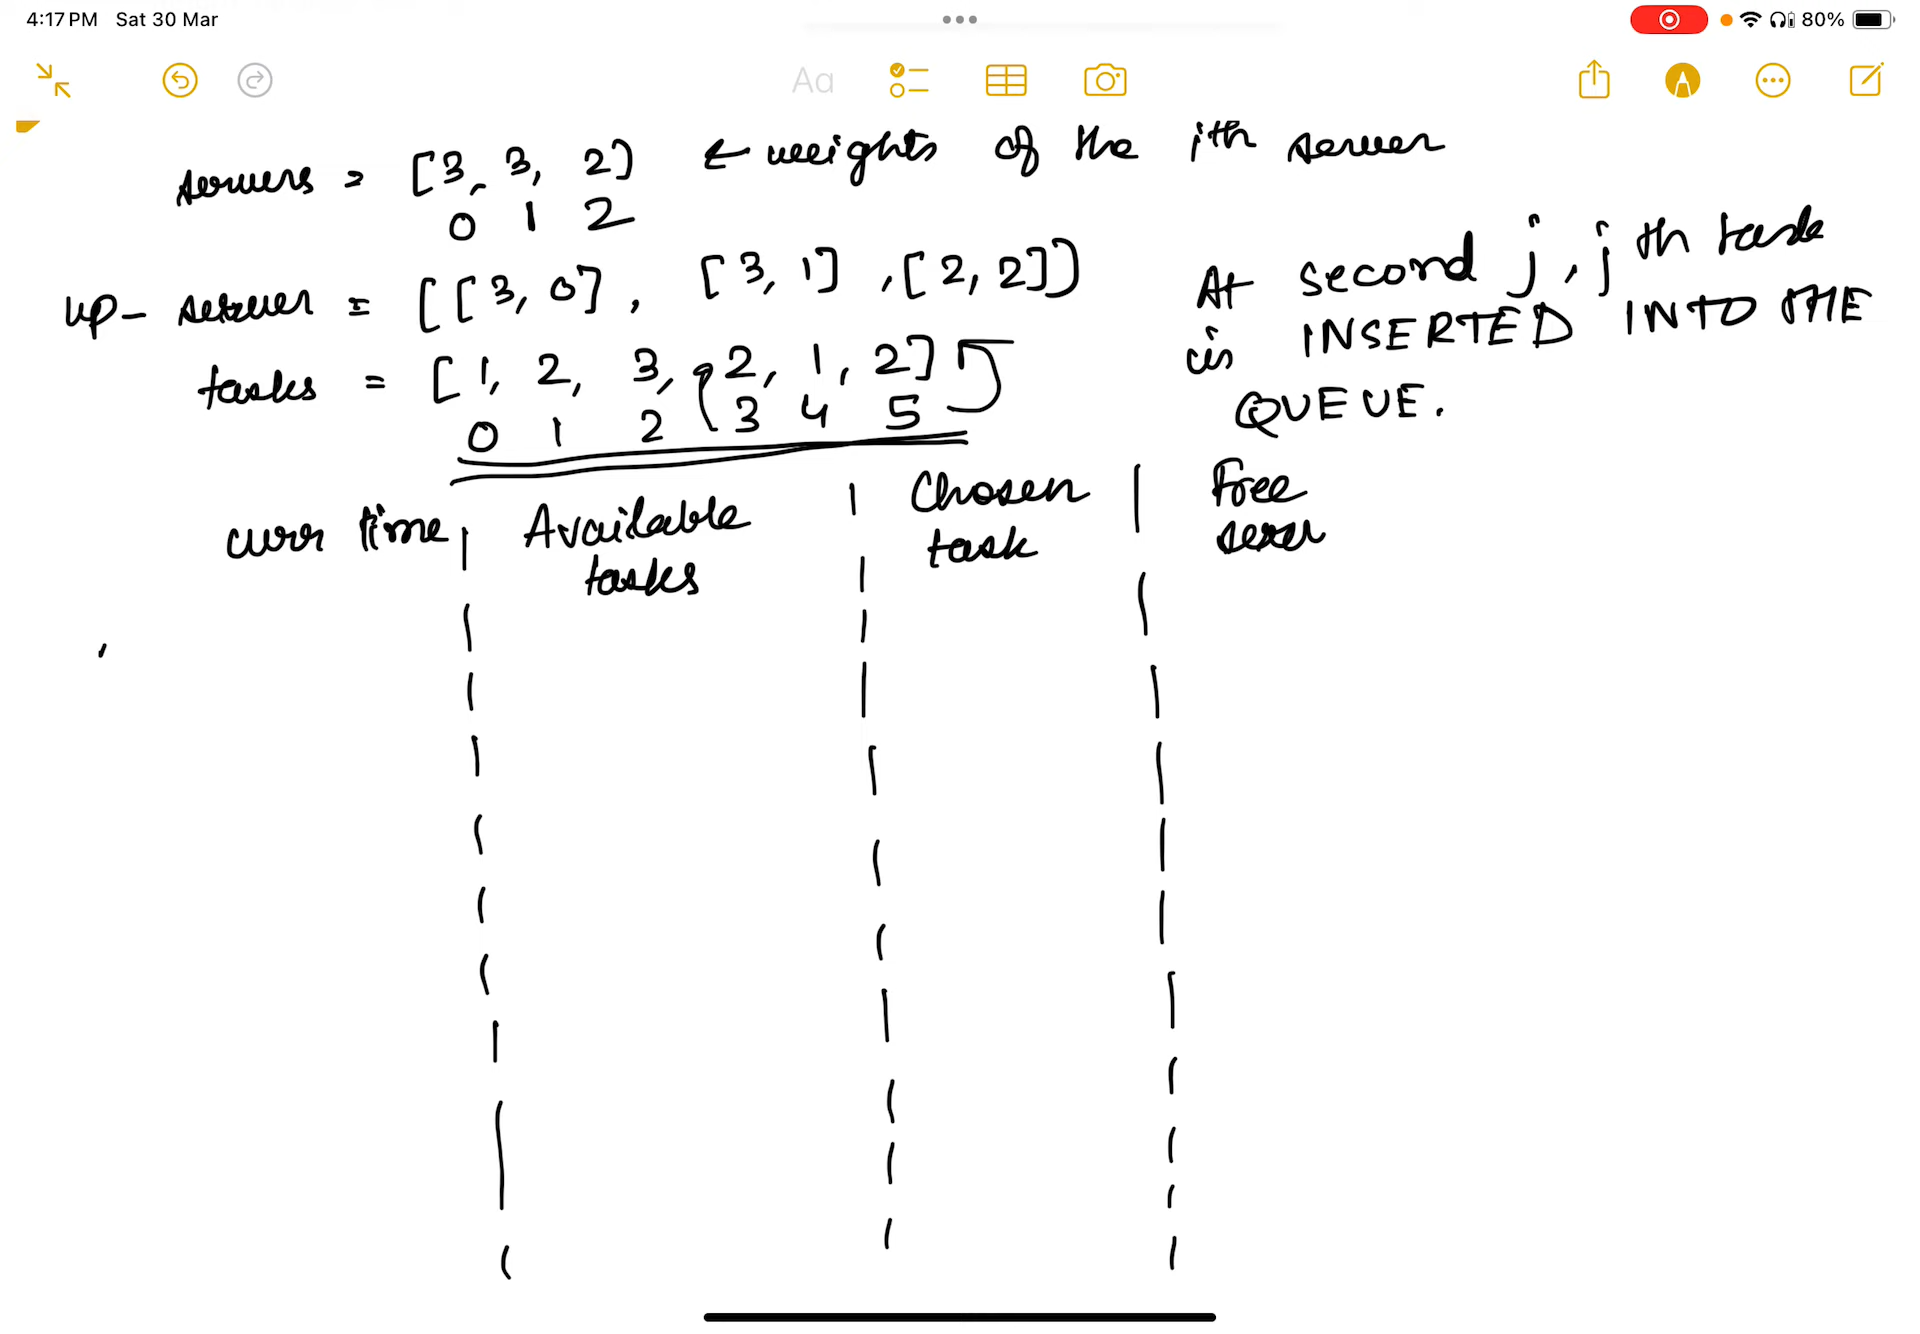 4:17 PM Sat 30 Mar
80%
Aa
servers = [3, 3, 2] ← weights of the ith server
0 1 2
up-server = [[3, 0], [3, 1], [2, 2]]
At second j, jth task
is INSERTED INTO THE
QUEUE.
tasks = [1, 2, 3, 2, 1, 2]
0 1 2 3 4 5
curr time | Available tasks | Chosen task | Free server